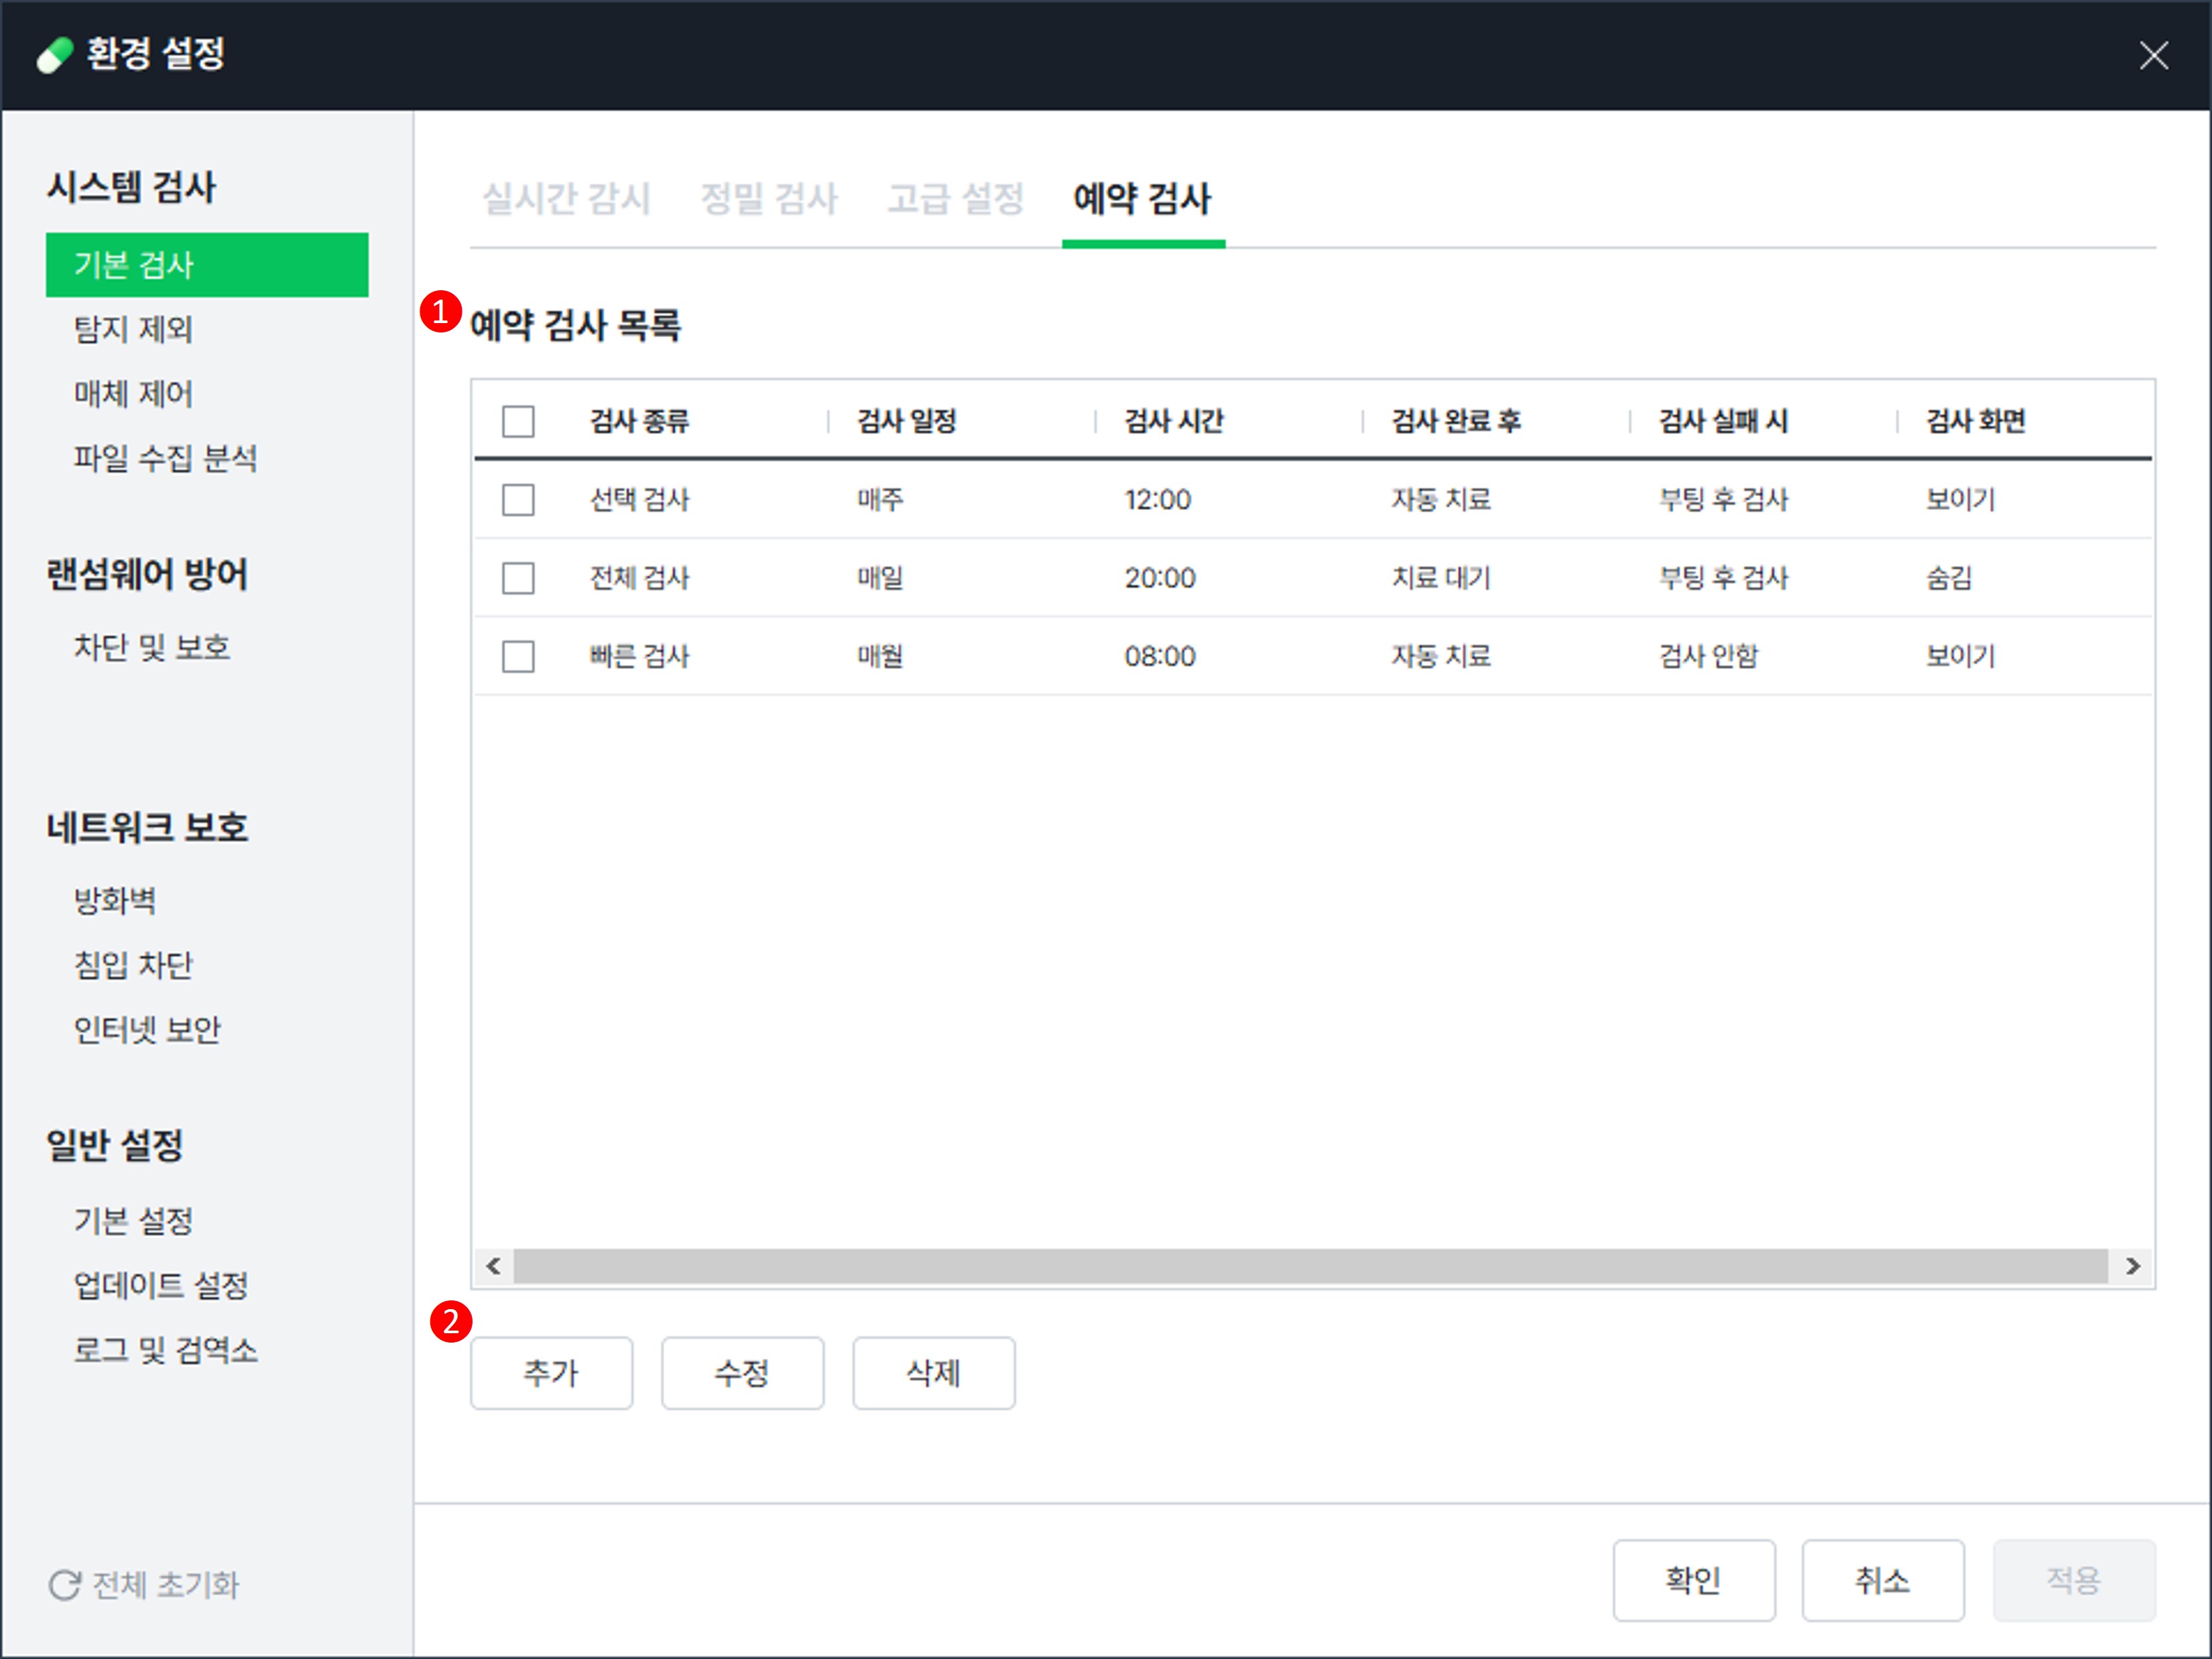 환경 설정
시스템 검사
기본 검사
탐지 제외
매체 제어
파일 수집 분석
랜섬웨어 방어
차단 및 보호
네트워크 보호
방화벽
침입 차단
인터넷 보안
일반 설정
기본 설정
업데이트 설정
로그 및 검역소
전체 초기화
실시간 감시 정밀 검사 고급 설정 예약 검사
1 예약 검사 목록
검사 종류 검사 일정 검사 시간 검사 완료 후 검사 실패 시 검사 화면
선택 검사 매주 12:00 자동 치료 부팅 후 검사 보이기
전체 검사 매일 20:00 치료 대기 부팅 후 검사 숨김
빠른 검사 매월 08:00 자동 치료 검사 안함 보이기
2
추가 수정 삭제
확인 취소 적용